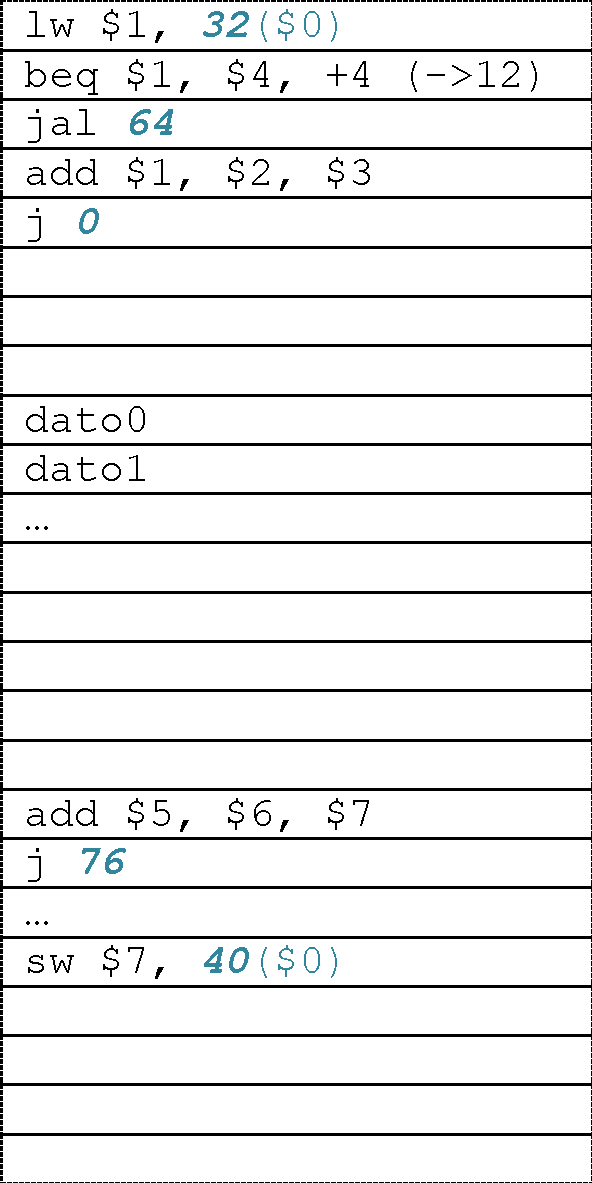 lw $1, 32($0)
beq $1, $4, +4 (->12)
jal 64
add $1, $2, $3
j 0
dato0
dato1
…
add $5, $6, $7
j 76
…
sw $7, 40($0)